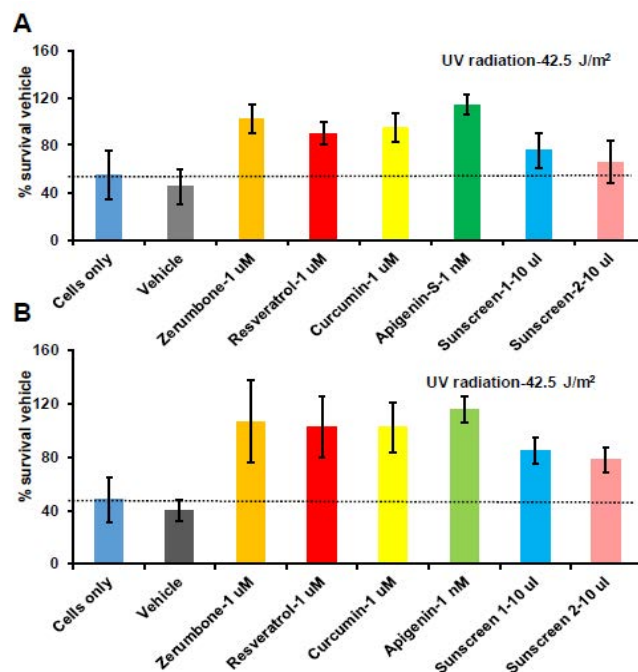 A
160
UV radiation-42.5 J/m²
120
80
40
0
% survival vehicle
Cells only
Vehicle
Zerumbone-1 uM
Resveratrol-1 uM
Curcumin-1 uM
Apigenin-S-1 nM
Sunscreen-1-10 ul
Sunscreen-2-10 ul
B
160
UV radiation-42.5 J/m²
120
80
40
0
% survival vehicle
Cells only
Vehicle
Zerumbone-1 uM
Resveratrol-1 uM
Curcumin-1 uM
Apigenin-1 nM
Sunscreen 1-10 ul
Sunscreen 2-10 ul